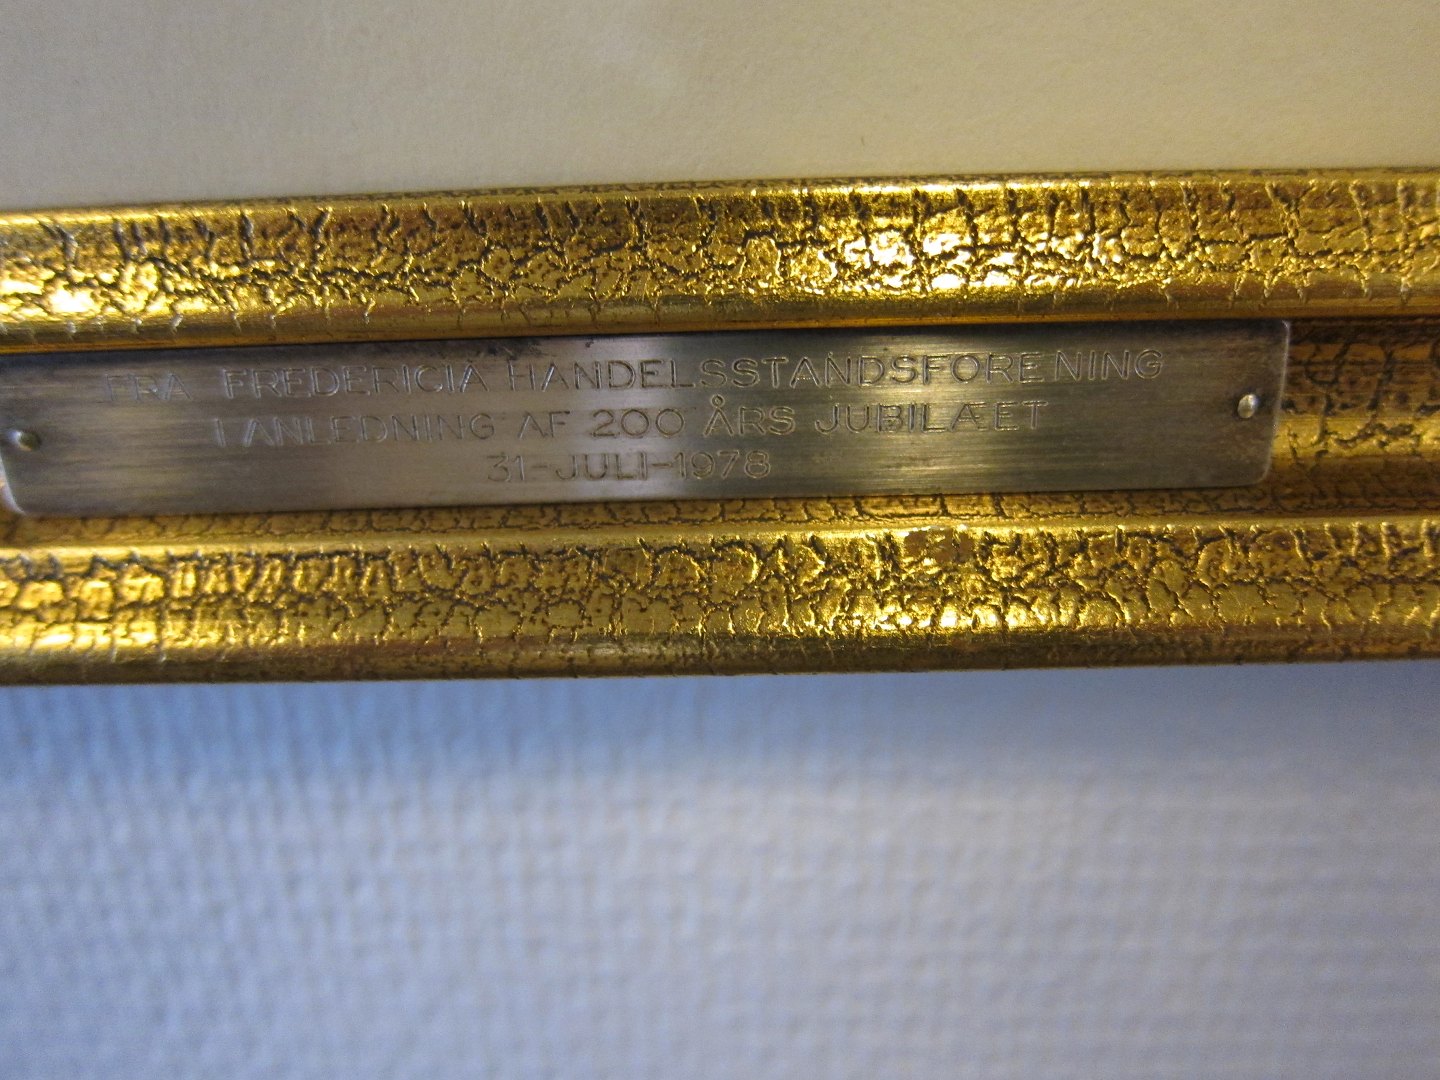 FRA FREDERICIA HANDELSSTANDSFORENING
I ANLEDNING AF 200 ÅRS JUBILÆET
31-JULI-1978